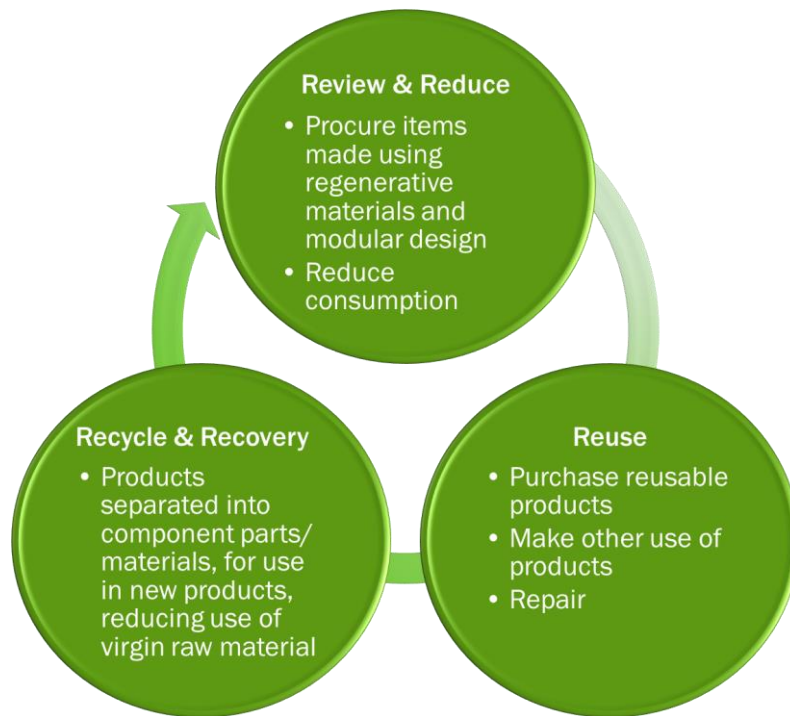 Review & Reduce
• Procure items
made using
regenerative
materials and
modular design
• Reduce
consumption
Reuse
• Purchase reusable
products
• Make other use of
products
• Repair
Recycle & Recovery
• Products
separated into
component parts/
materials, for use
in new products,
reducing use of
virgin raw material